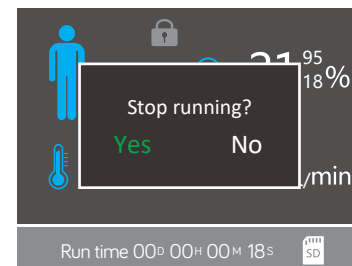 95
18%
Stop running?
Yes No
/min
Run time 00D 00H 00M 18S
SD